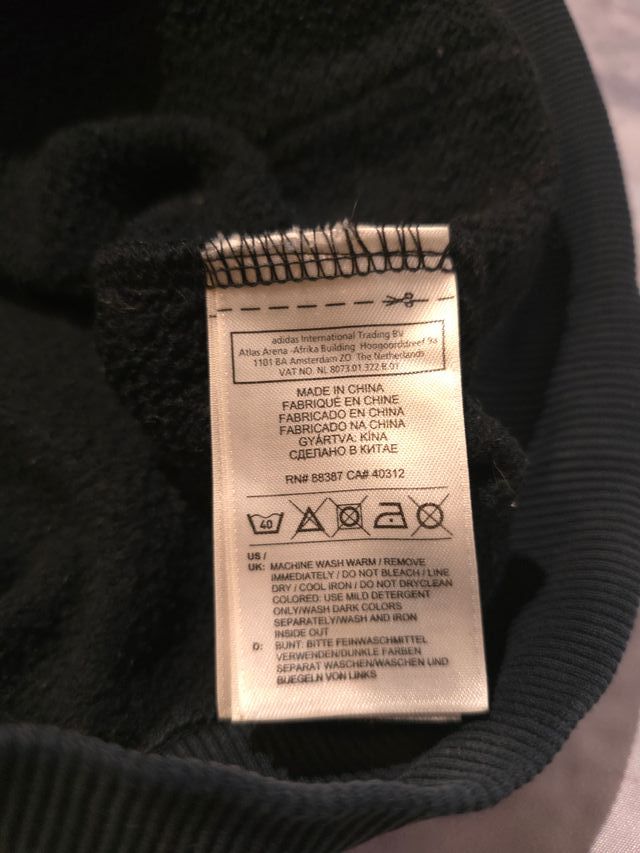 adidas International Trading BV
Atlas Arena -Afrika Building Hoogoorddreef 9a
1101 BA Amsterdam ZO The Netherlands
VAT NO. NL 8073.01.322 B.01
MADE IN CHINA
FABRIQUÉ EN CHINE
FABRICADO EN CHINA
FABRICADO NA CHINA
GYÁRTVA: KÍNA
СДЕЛАНО В КИТАЕ
RN# 88387 CA# 40312
40
US /
UK: MACHINE WASH WARM / REMOVE
IMMEDIATELY / DO NOT BLEACH / LINE
DRY / COOL IRON / DO NOT DRYCLEAN
COLORED: USE MILD DETERGENT
ONLY/WASH DARK COLORS
SEPARATELY/WASH AND IRON
INSIDE OUT
D: BUNT: BITTE FEINWASCHMITTEL
VERWENDEN/DUNKLE FARBEN
SEPARAT WASCHEN/WASCHEN UND
BUEGELN VON LINKS